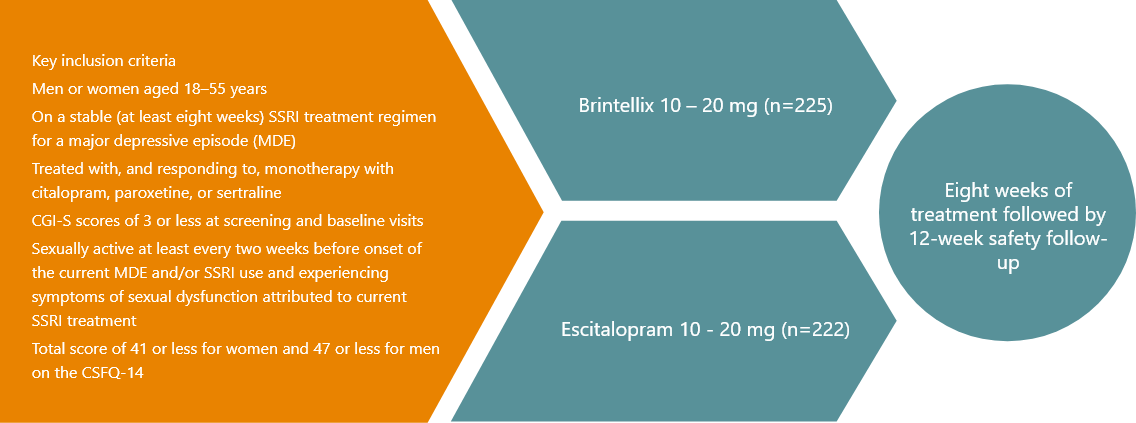 Key inclusion criteria
Men or women aged 18–55 years
On a stable (at least eight weeks) SSRI treatment regimen
for a major depressive episode (MDE)
Treated with, and responding to, monotherapy with
citalopram, paroxetine, or sertraline
CGI-S scores of 3 or less at screening and baseline visits
Sexually active at least every two weeks before onset of
the current MDE and/or SSRI use and experiencing
symptoms of sexual dysfunction attributed to current
SSRI treatment
Total score of 41 or less for women and 47 or less for men
on the CSFQ-14
Brintellix 10 – 20 mg (n=225)
Escitalopram 10 - 20 mg (n=222)
Eight weeks of
treatment followed by
12-week safety follow-
up